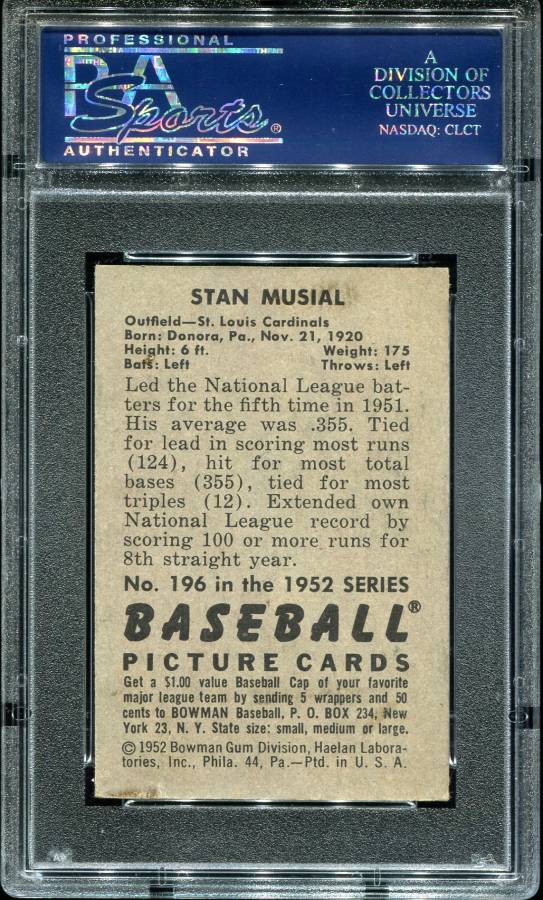 PROFESSIONAL
PSA
Sports®
AUTHENTICATOR
A
DIVISION OF
COLLECTORS
UNIVERSE
NASDAQ: CLCT
STAN MUSIAL
Outfield—St. Louis Cardinals
Born: Donora, Pa., Nov. 21, 1920
Height: 6 ft. Weight: 175
Bats: Left Throws: Left
Led the National League bat-
ters for the fifth time in 1951.
His average was .355. Tied
for lead in scoring most runs
(124), hit for most total
bases (355), tied for most
triples (12). Extended own
National League record by
scoring 100 or more runs for
8th straight year.
No. 196 in the 1952 SERIES
BASEBALL®
PICTURE CARDS
Get a $1.00 value Baseball Cap of your favorite
major league team by sending 5 wrappers and 50
cents to BOWMAN Baseball, P. O. BOX 234, New
York 23, N. Y. State size: small, medium or large.
©1952 Bowman Gum Division, Haelan Labora-
tories, Inc., Phila. 44, Pa.—Ptd. in U. S. A.